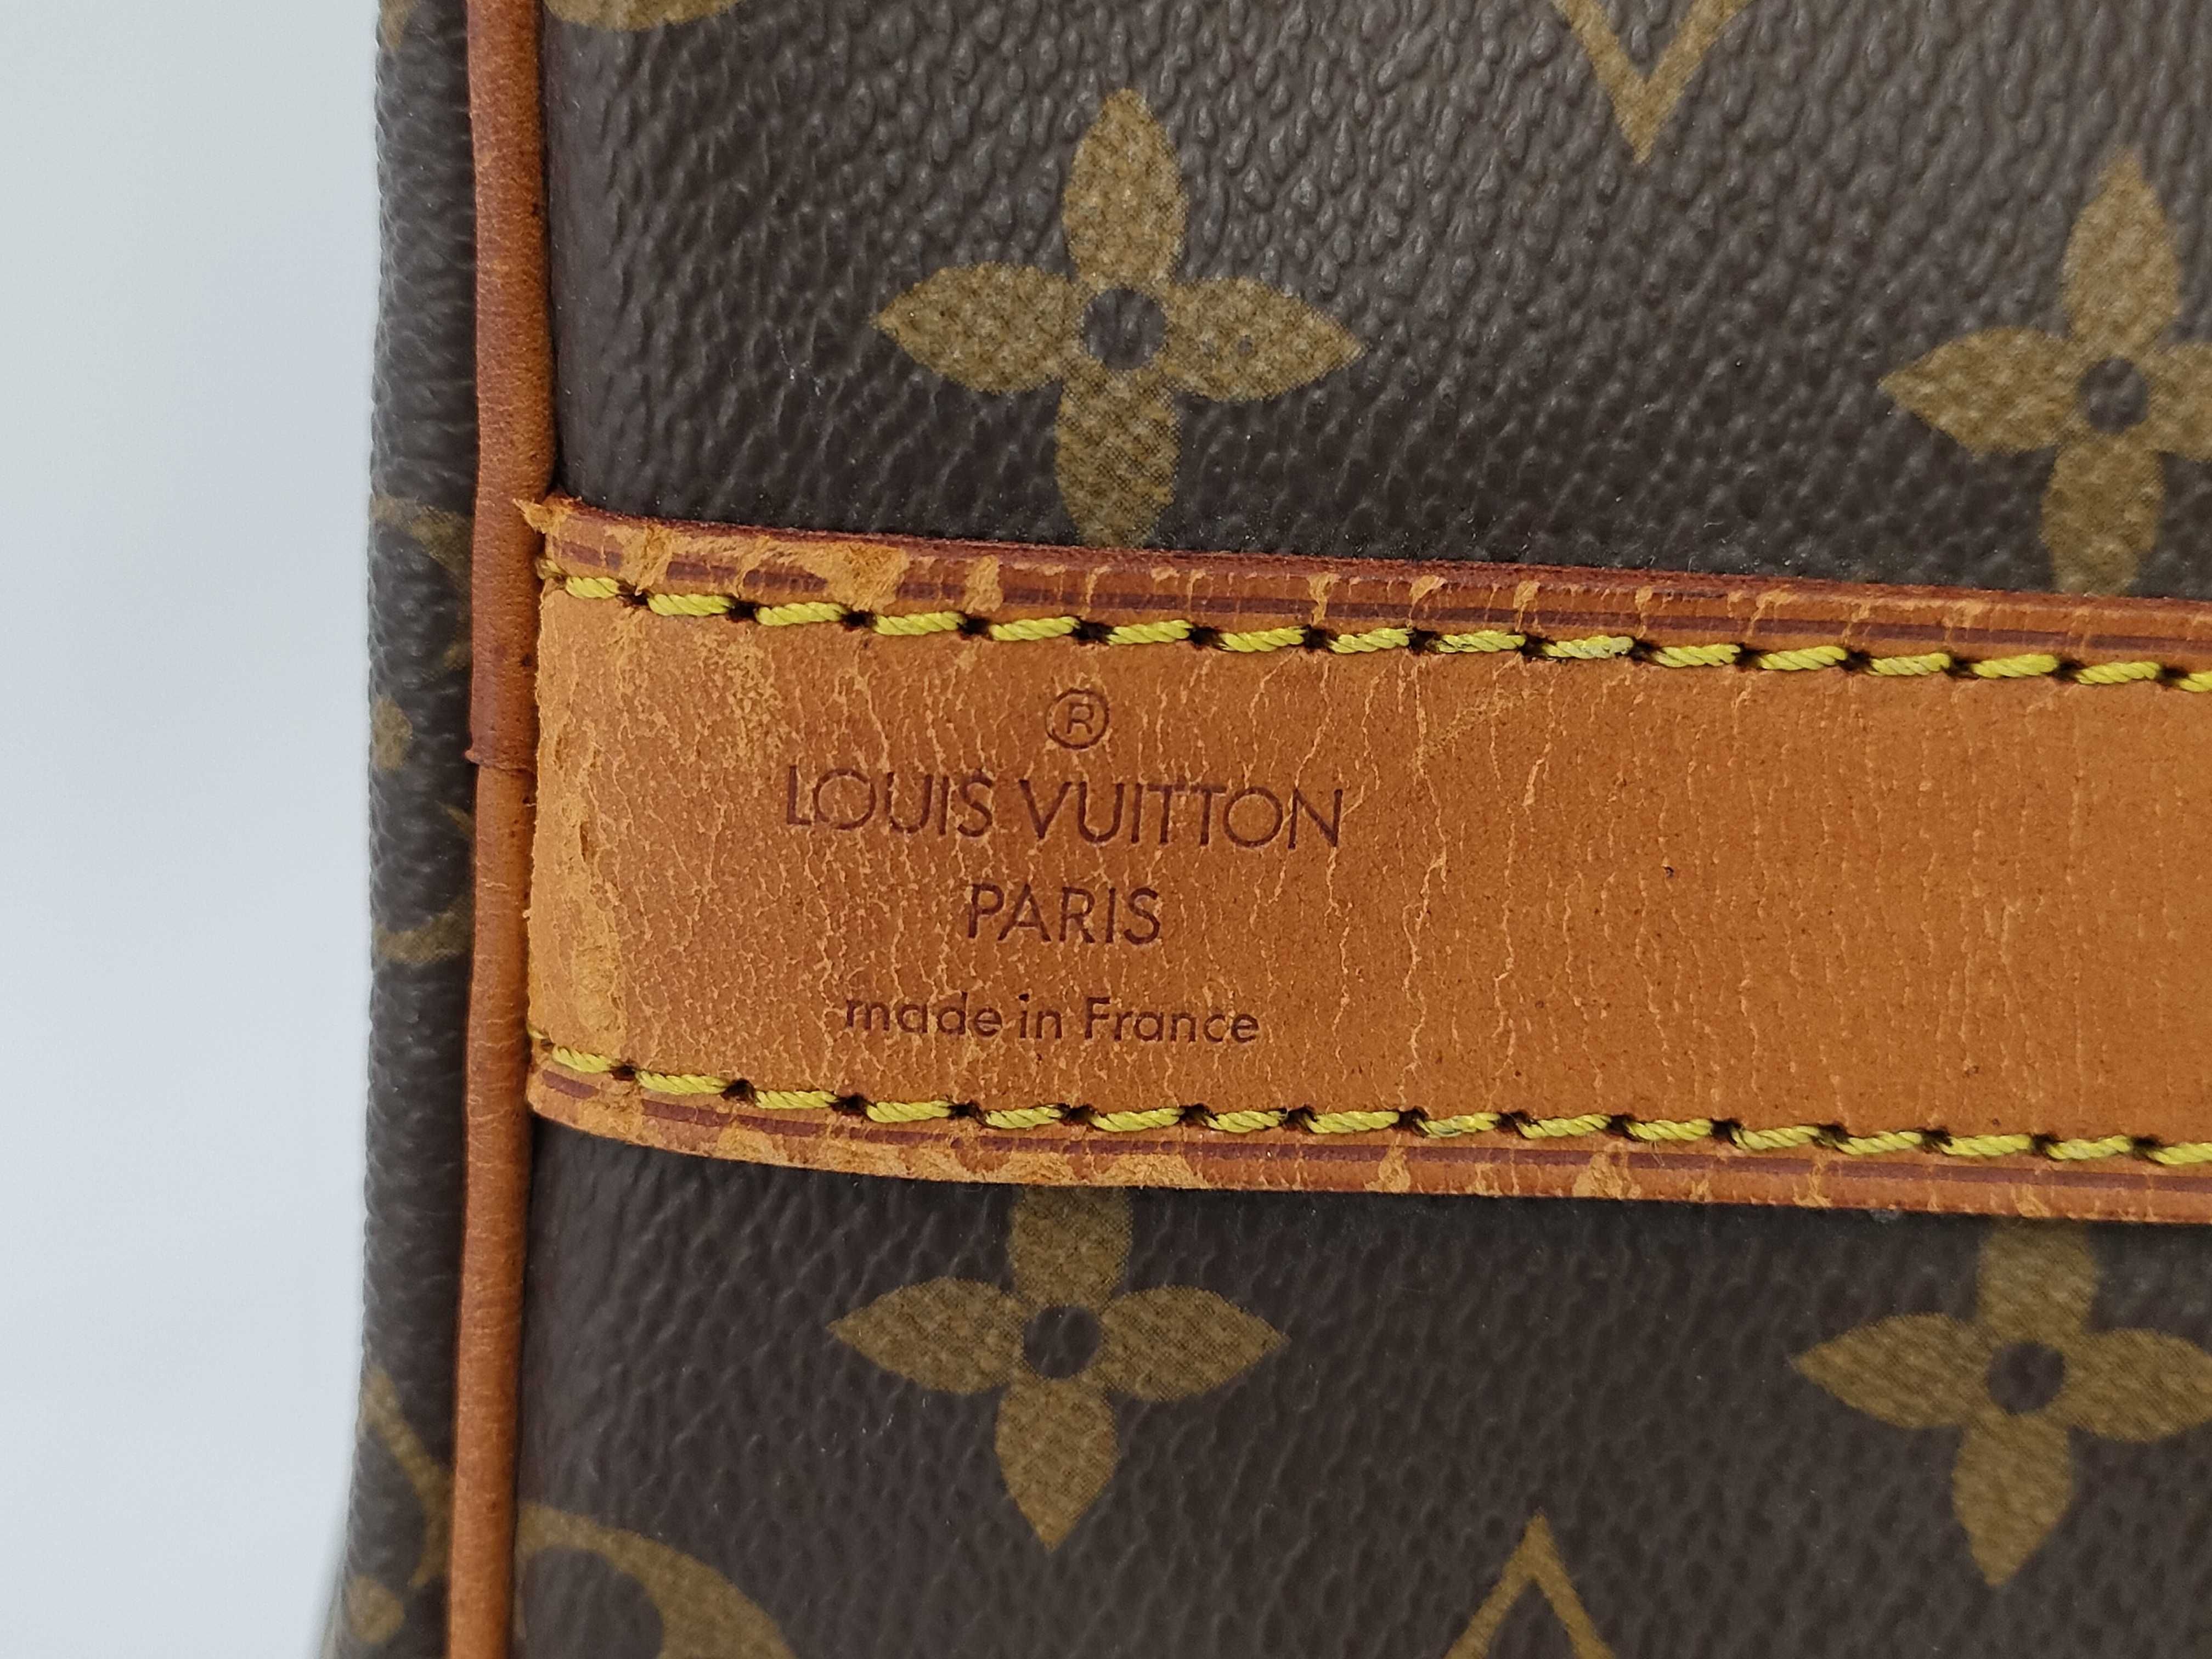 ®
LOUIS VUITTON
PARIS
made in France